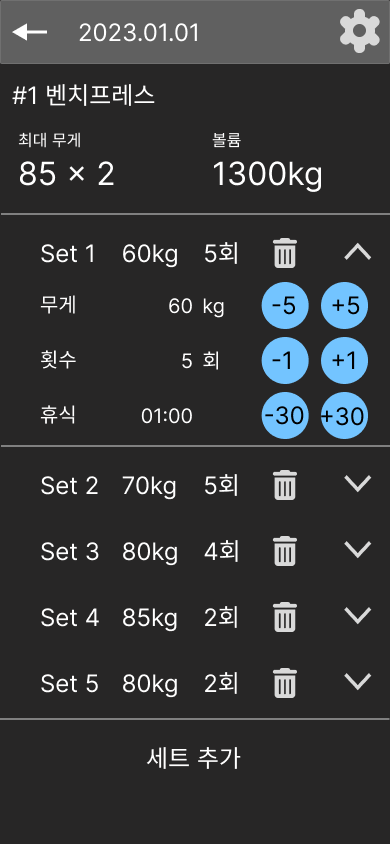 2023.01.01
#1 벤치프레스
최대 무게 볼륨
85 × 2 1300kg
Set 1 60kg 5회
무게 60 kg -5 +5
횟수 5 회 -1 +1
휴식 01:00 -30 +30
Set 2 70kg 5회
Set 3 80kg 4회
Set 4 85kg 2회
Set 5 80kg 2회
세트 추가